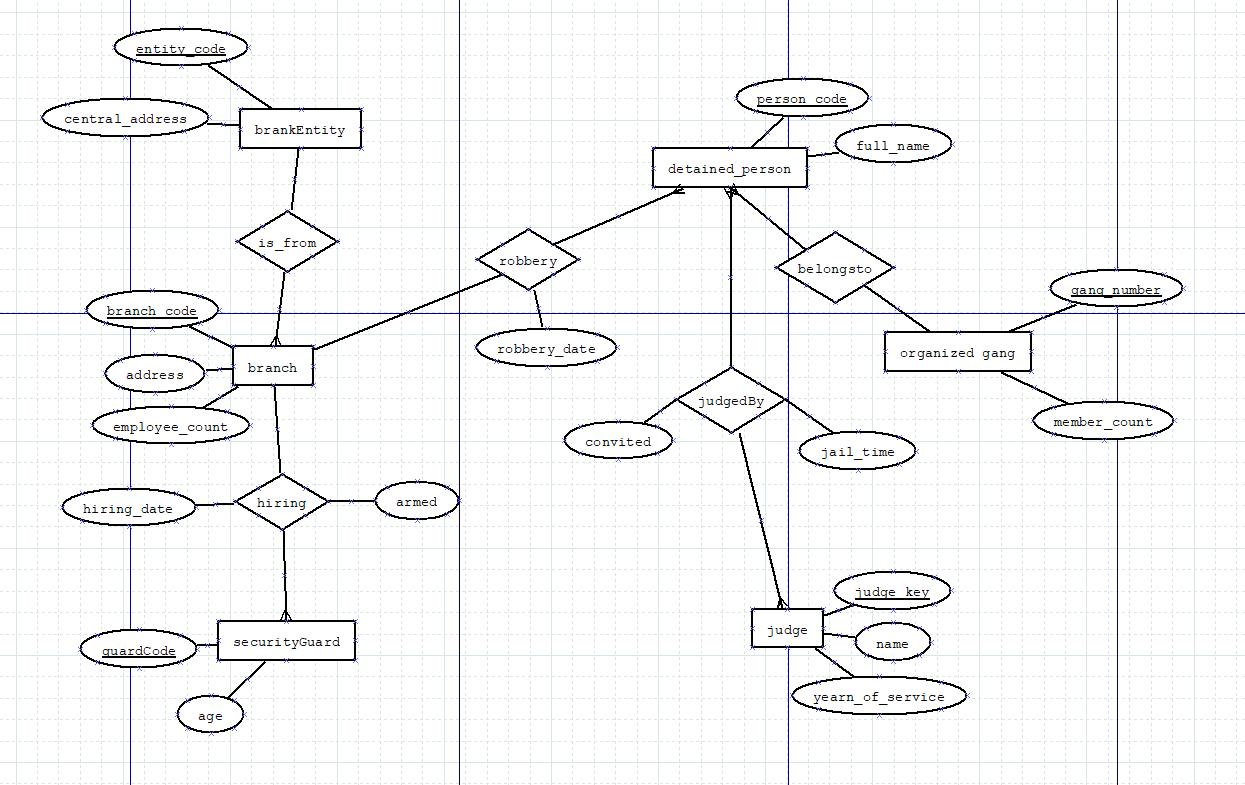 entity_code
central_address
brankEntity
is_from
branch_code
address
employee_count
branch
hiring_date
hiring
armed
guardCode
securityGuard
age
robbery
robbery_date
person_code
full_name
detained_person
belongsto
gang_number
organized gang
member_count
judgedBy
convited
jail_time
judge_key
judge
name
yearn_of_service